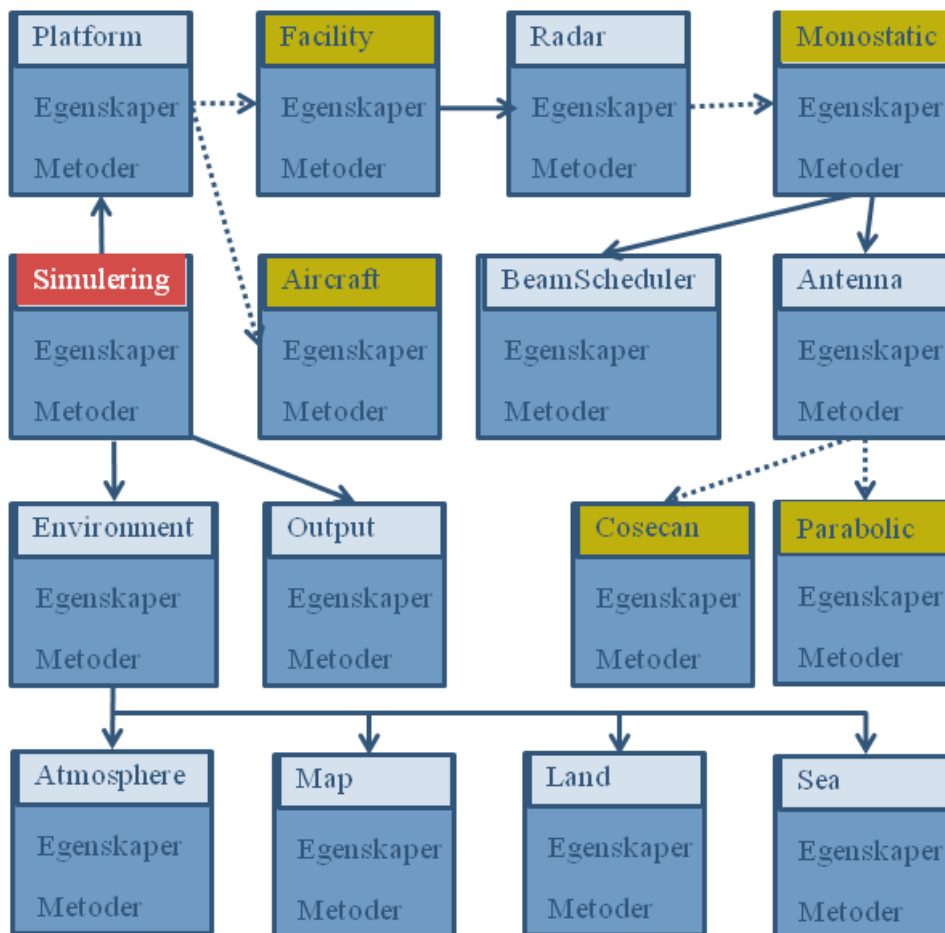 Platform
Egenskaper
Metoder
Facility
Egenskaper
Metoder
Radar
Egenskaper
Metoder
Monostatic
Egenskaper
Metoder
Simulering
Egenskaper
Metoder
Aircraft
Egenskaper
Metoder
BeamScheduler
Egenskaper
Metoder
Antenna
Egenskaper
Metoder
Environment
Egenskaper
Metoder
Output
Egenskaper
Metoder
Cosecan
Egenskaper
Metoder
Parabolic
Egenskaper
Metoder
Atmosphere
Egenskaper
Metoder
Map
Egenskaper
Metoder
Land
Egenskaper
Metoder
Sea
Egenskaper
Metoder